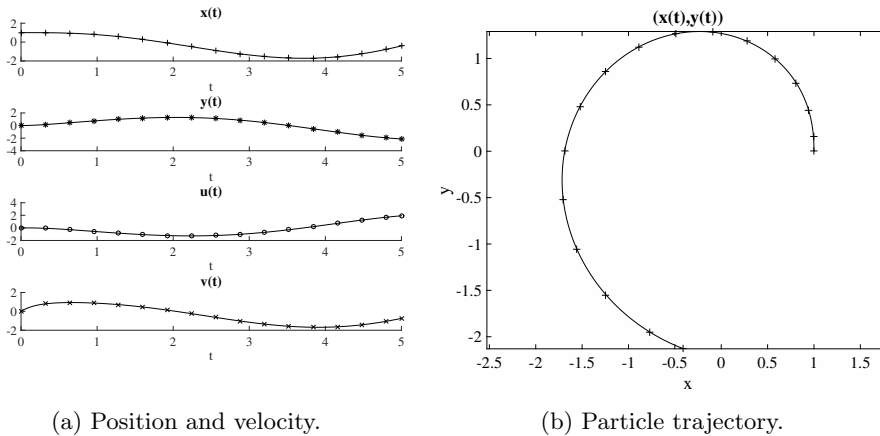 x(t)
2
0
-2
0 1 2 3 4 5
t
y(t)
2
0
-2
-4
0 1 2 3 4 5
t
u(t)
4
2
0
-2
0 1 2 3 4 5
t
v(t)
2
0
-2
0 1 2 3 4 5
t
(a) Position and velocity.
(x(t),y(t))
1
0.5
0
-0.5
-1
-1.5
-2
y
-2.5 -2 -1.5 -1 -0.5 0 0.5 1 1.5
x
(b) Particle trajectory.